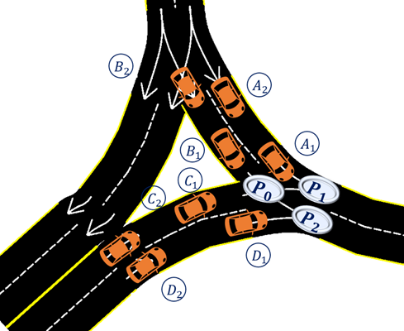 B₂
A₂
B₁
A₁
C₁
P₀
P₁
C₂
P₂
D₁
D₂